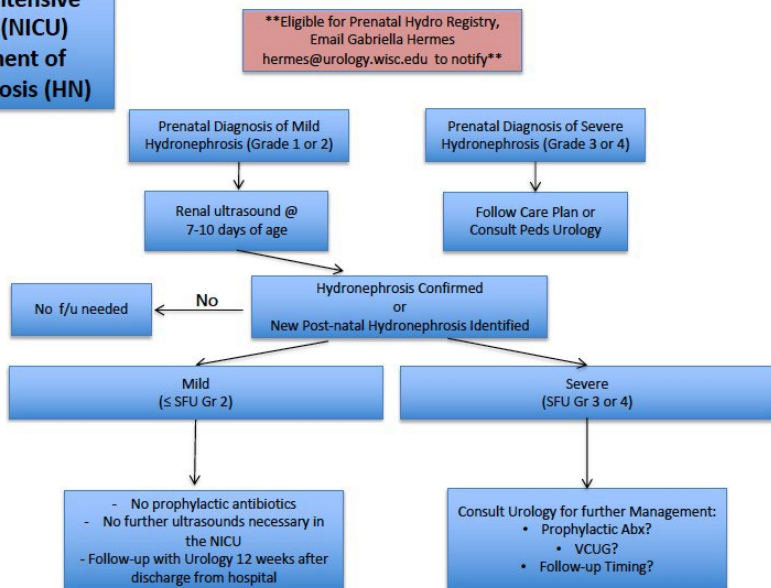 (NICU)
**Eligible for Prenatal Hydro Registry,
Email Gabriella Hermes
hermes@urology.wisc.edu to notify**
of
(HN)
Prenatal Diagnosis of Mild
Hydronephrosis (Grade 1 or 2)
Prenatal Diagnosis of Severe
Hydronephrosis (Grade 3 or 4)
Renal ultrasound @
7-10 days of age
Follow Care Plan or
Consult Peds Urology
Hydronephrosis Confirmed
or
New Post-natal Hydronephrosis Identified
No
No f/u needed
Mild
(≤ SFU Gr 2)
Severe
(SFU Gr 3 or 4)
- No prophylactic antibiotics
- No further ultrasounds necessary in
the NICU
- Follow-up with Urology 12 weeks after
discharge from hospital
Consult Urology for further Management:
• Prophylactic Abx?
• VCUG?
• Follow-up Timing?